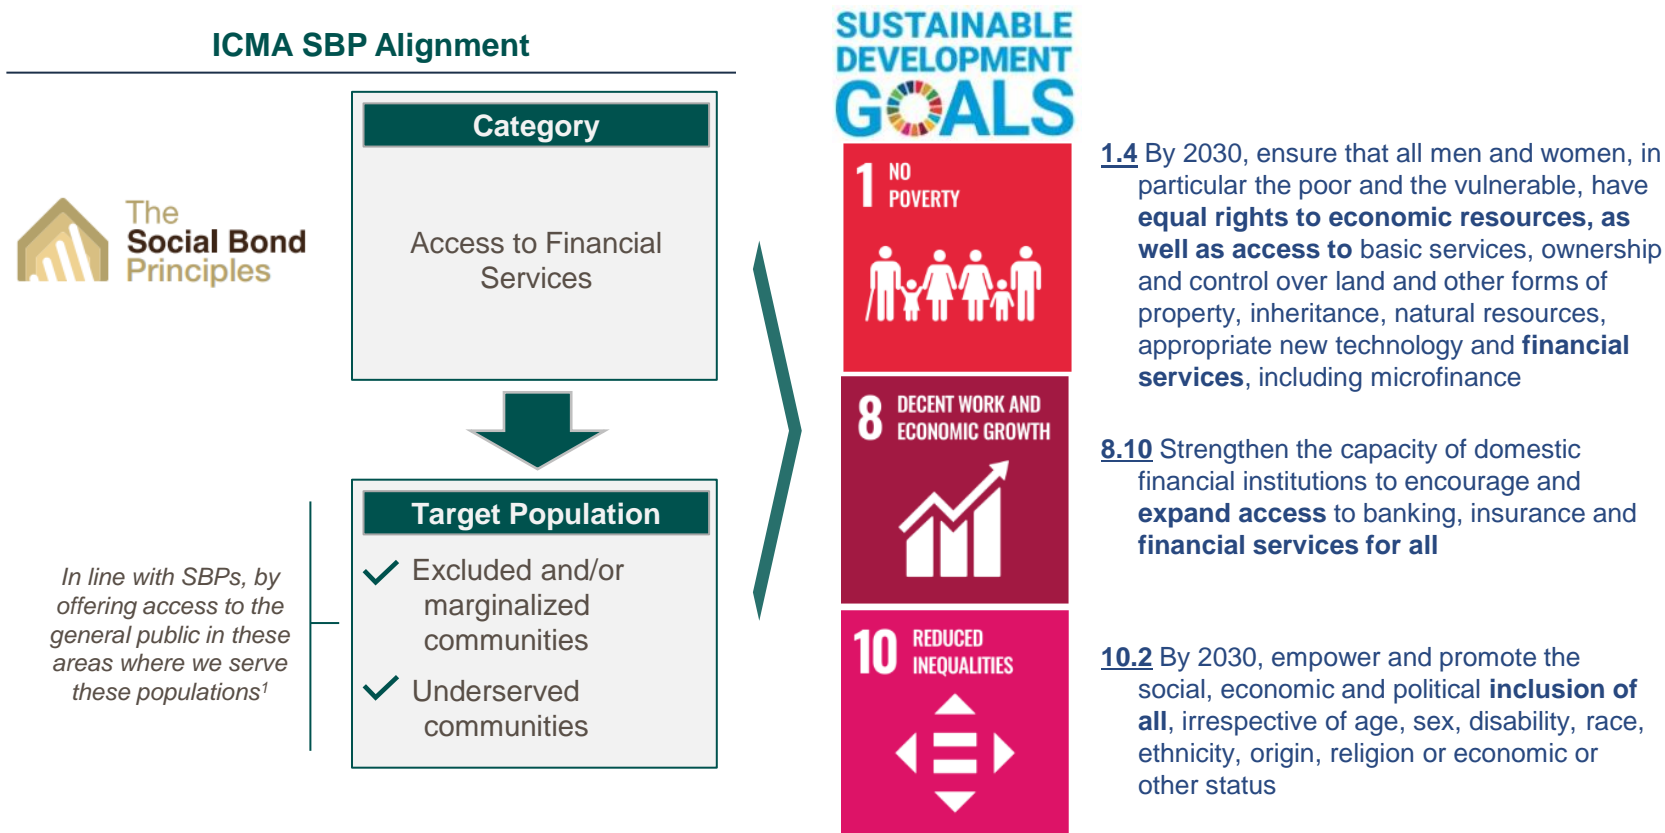 ICMA SBP Alignment
The
Social Bond
Principles
Category
Access to Financial
Services
Target Population
Excluded and/or
marginalized
communities
Underserved
communities
In line with SBPs, by
offering access to the
general public in these
areas where we serve
these populations¹
SUSTAINABLE
DEVELOPMENT
GOALS
1 NO
POVERTY
1.4 By 2030, ensure that all men and women, in
particular the poor and the vulnerable, have
equal rights to economic resources, as
well as access to basic services, ownership
and control over land and other forms of
property, inheritance, natural resources,
appropriate new technology and financial
services, including microfinance
8 DECENT WORK AND
ECONOMIC GROWTH
8.10 Strengthen the capacity of domestic
financial institutions to encourage and
expand access to banking, insurance and
financial services for all
10 REDUCED
INEQUALITIES
10.2 By 2030, empower and promote the
social, economic and political inclusion of
all, irrespective of age, sex, disability, race,
ethnicity, origin, religion or economic or
other status